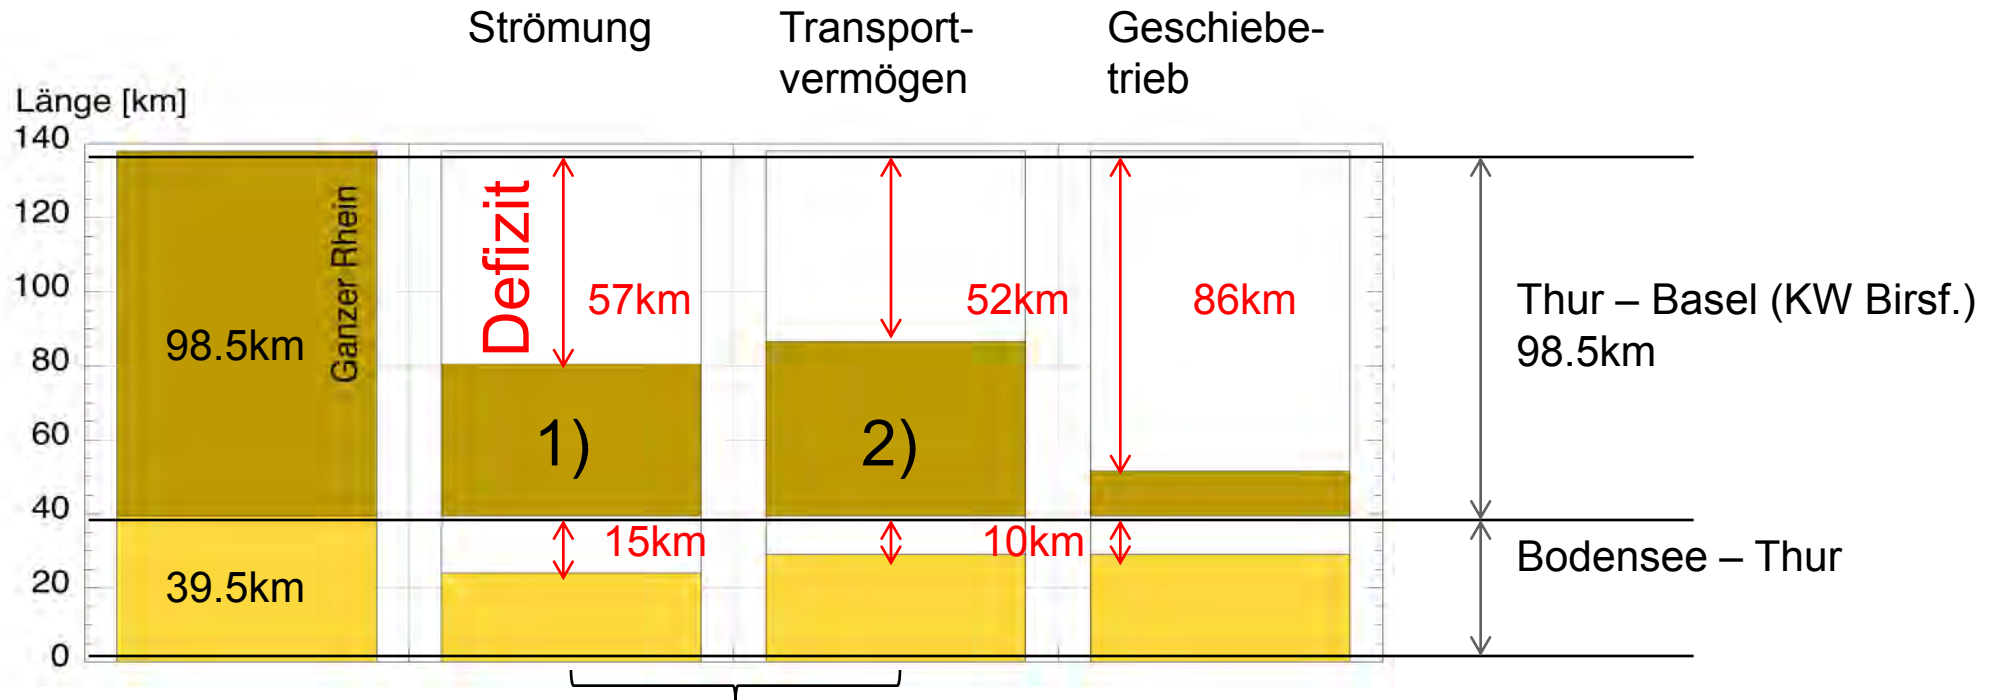 Strömung
Transport-
vermögen
Geschiebe-
trieb
Länge [km]
140
120
100
80
60
40
20
0
98.5km
Ganzer Rhein
39.5km
Defizit
57km
1)
15km
52km
2)
10km
86km
Thur – Basel (KW Birsf.)
98.5km
Bodensee – Thur